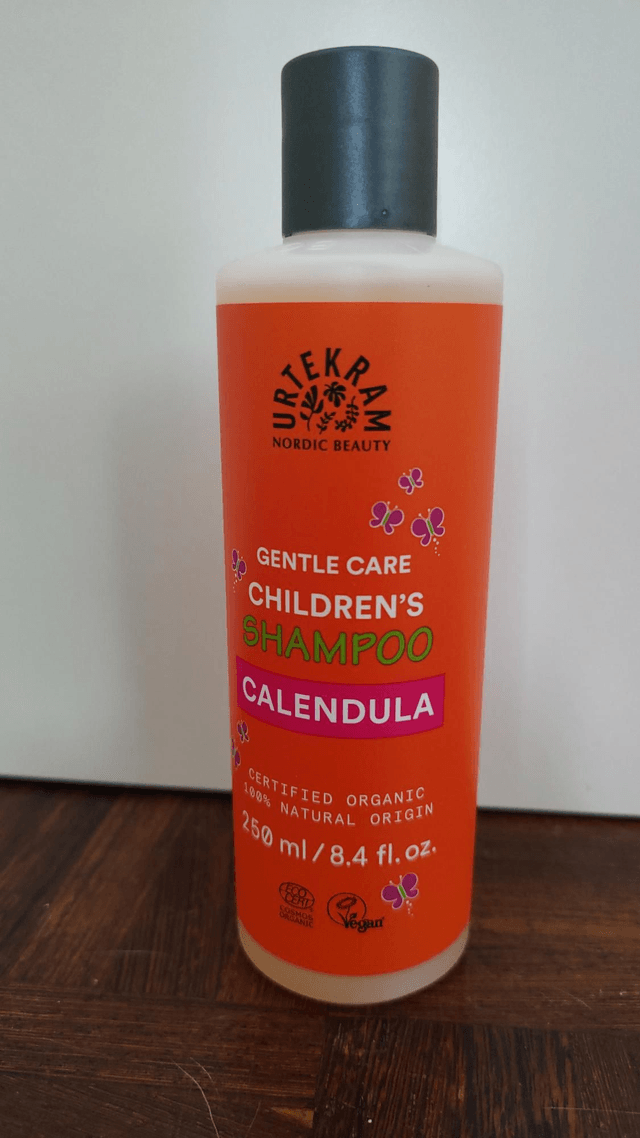 URTEKRAM
NORDIC BEAUTY
GENTLE CARE
CHILDREN'S
SHAMPOO
CALENDULA
CERTIFIED ORGANIC
100% NATURAL ORIGIN
250 ml / 8.4 fl. oz.
ECO
CERT
COSMOS
ORGANIC
Vegan